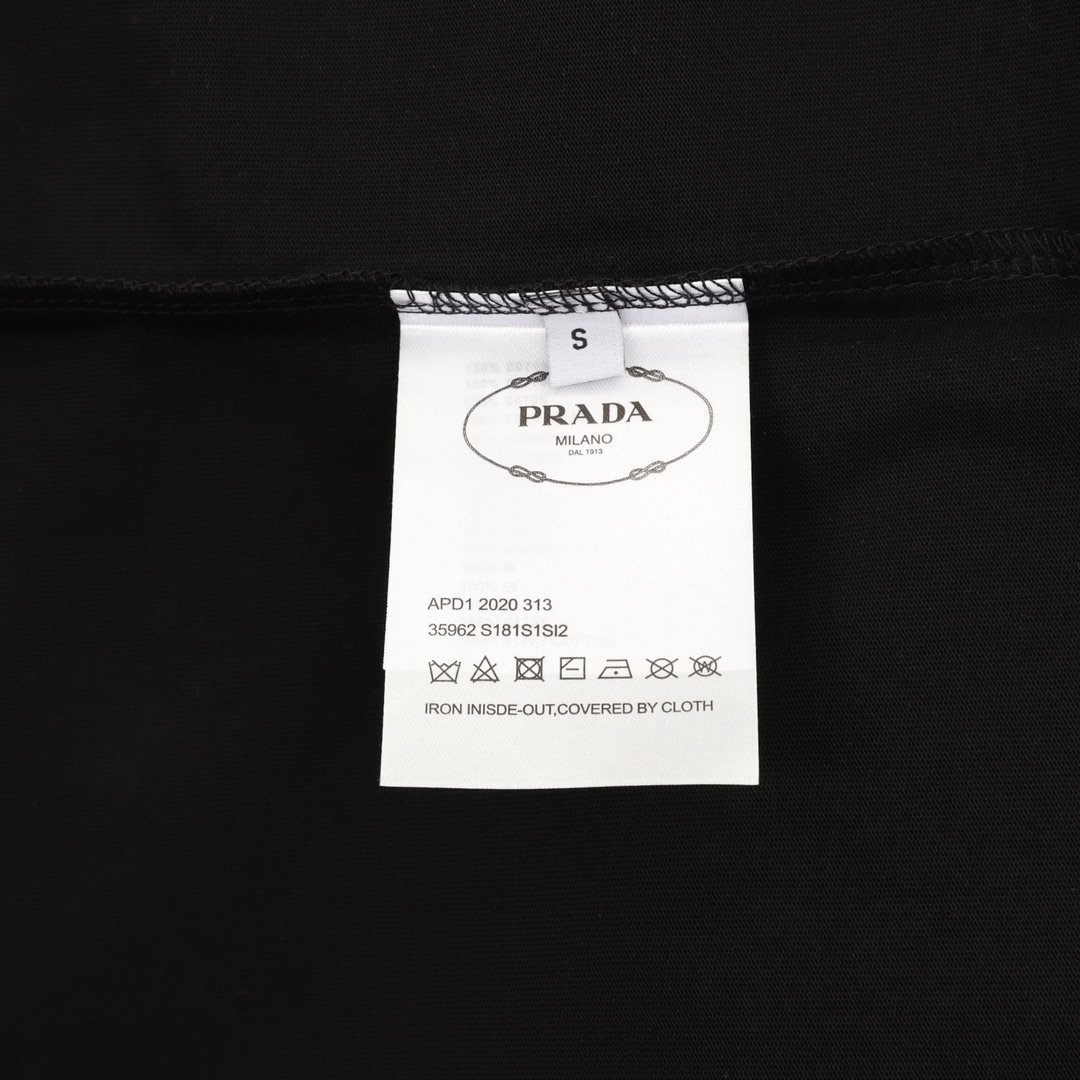 S
PRADA
MILANO
DAL 1913
APD1 2020 313
35962 S181S1SI2
IRON INISDE-OUT,COVERED BY CLOTH